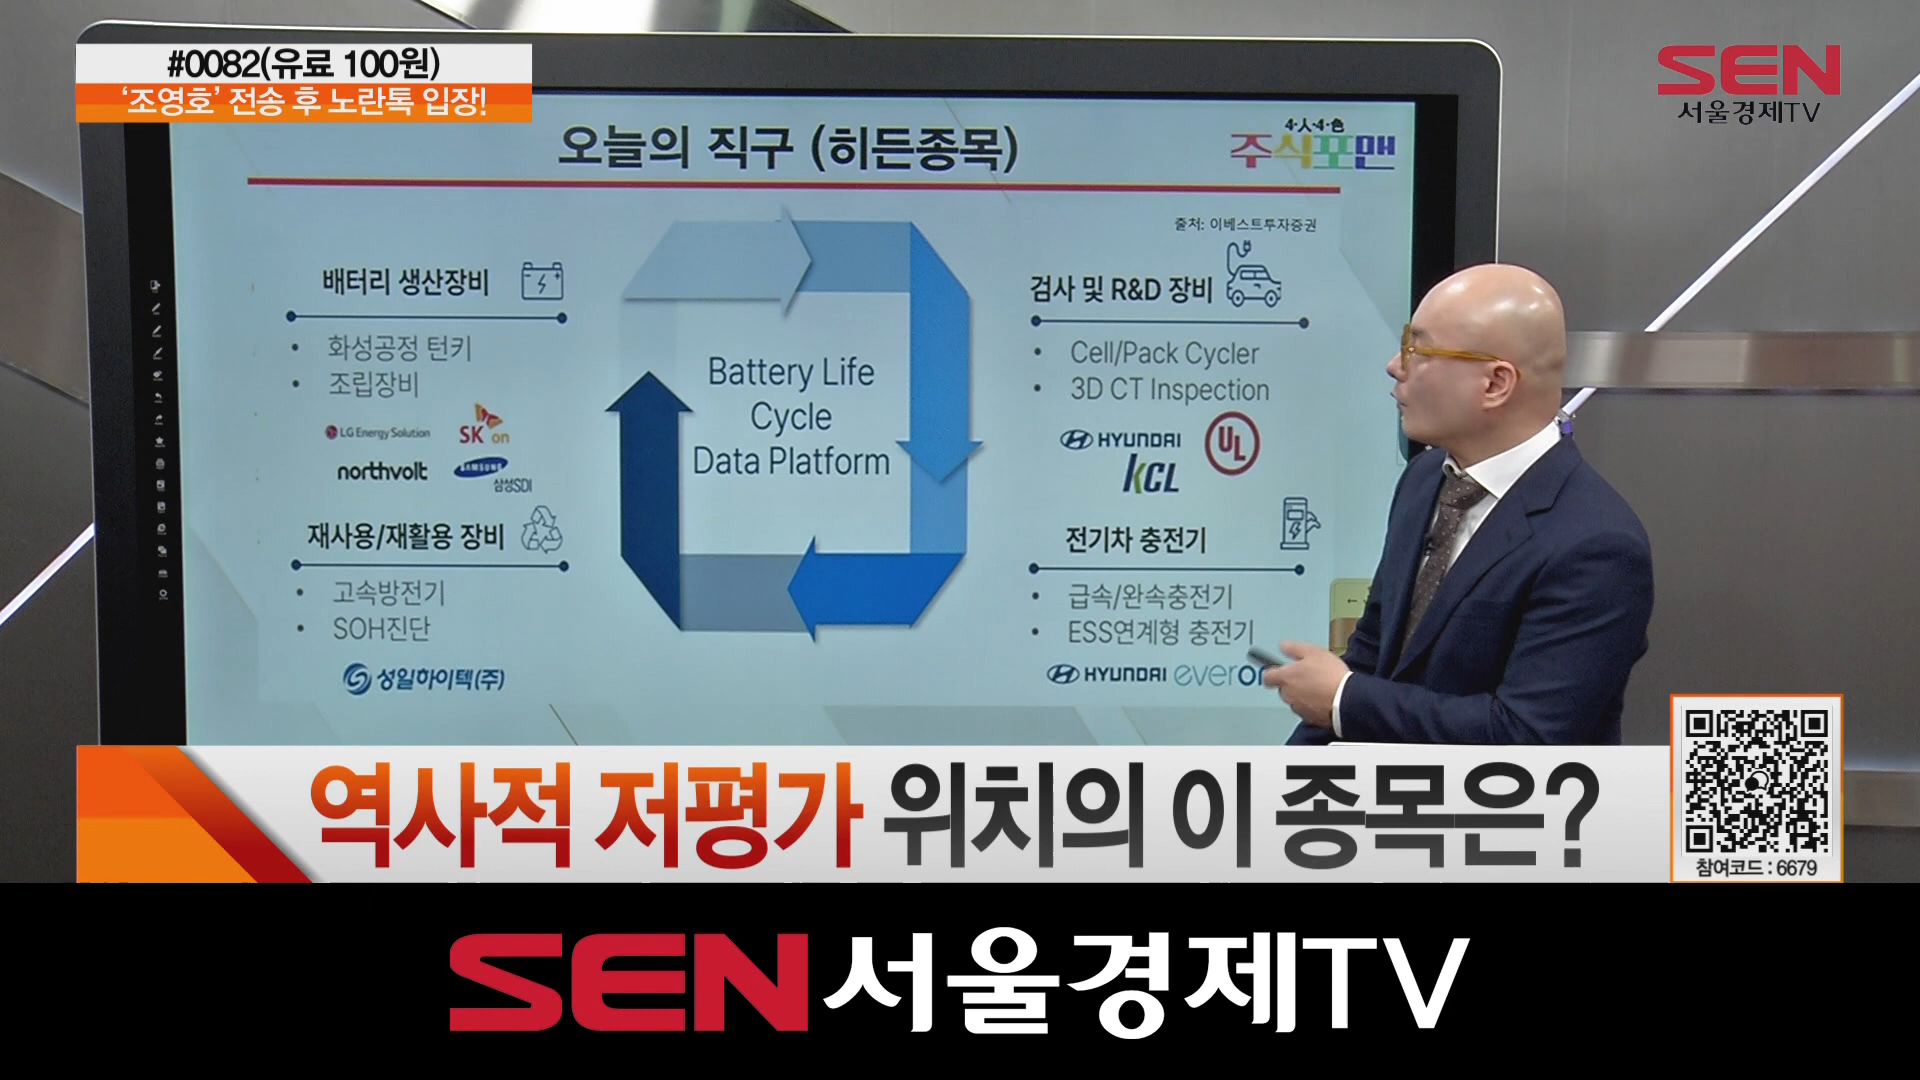 #0082(유료 100원)
‘조영호’ 전송 후 노란톡 입장!
SEN
서울경제TV
오늘의 직구 (히든종목)
4·人·4·色
주식포맨
출처: 이베스트투자증권
배터리 생산장비
• 화성공정 턴키
• 조립장비
LG Energy Solution
SK on
northvolt
SAMSUNG
삼성SDI
검사 및 R&D 장비
• Cell/Pack Cycler
• 3D CT Inspection
HYUNDAI
UL
KCL
Battery Life
Cycle
Data Platform
재사용/재활용 장비
• 고속방전기
• SOH진단
성일하이텍(주)
전기차 충전기
• 급속/완속충전기
• ESS연계형 충전기
HYUNDAI
everon
역사적 저평가 위치의 이 종목은?
참여코드 : 6679
SEN서울경제TV